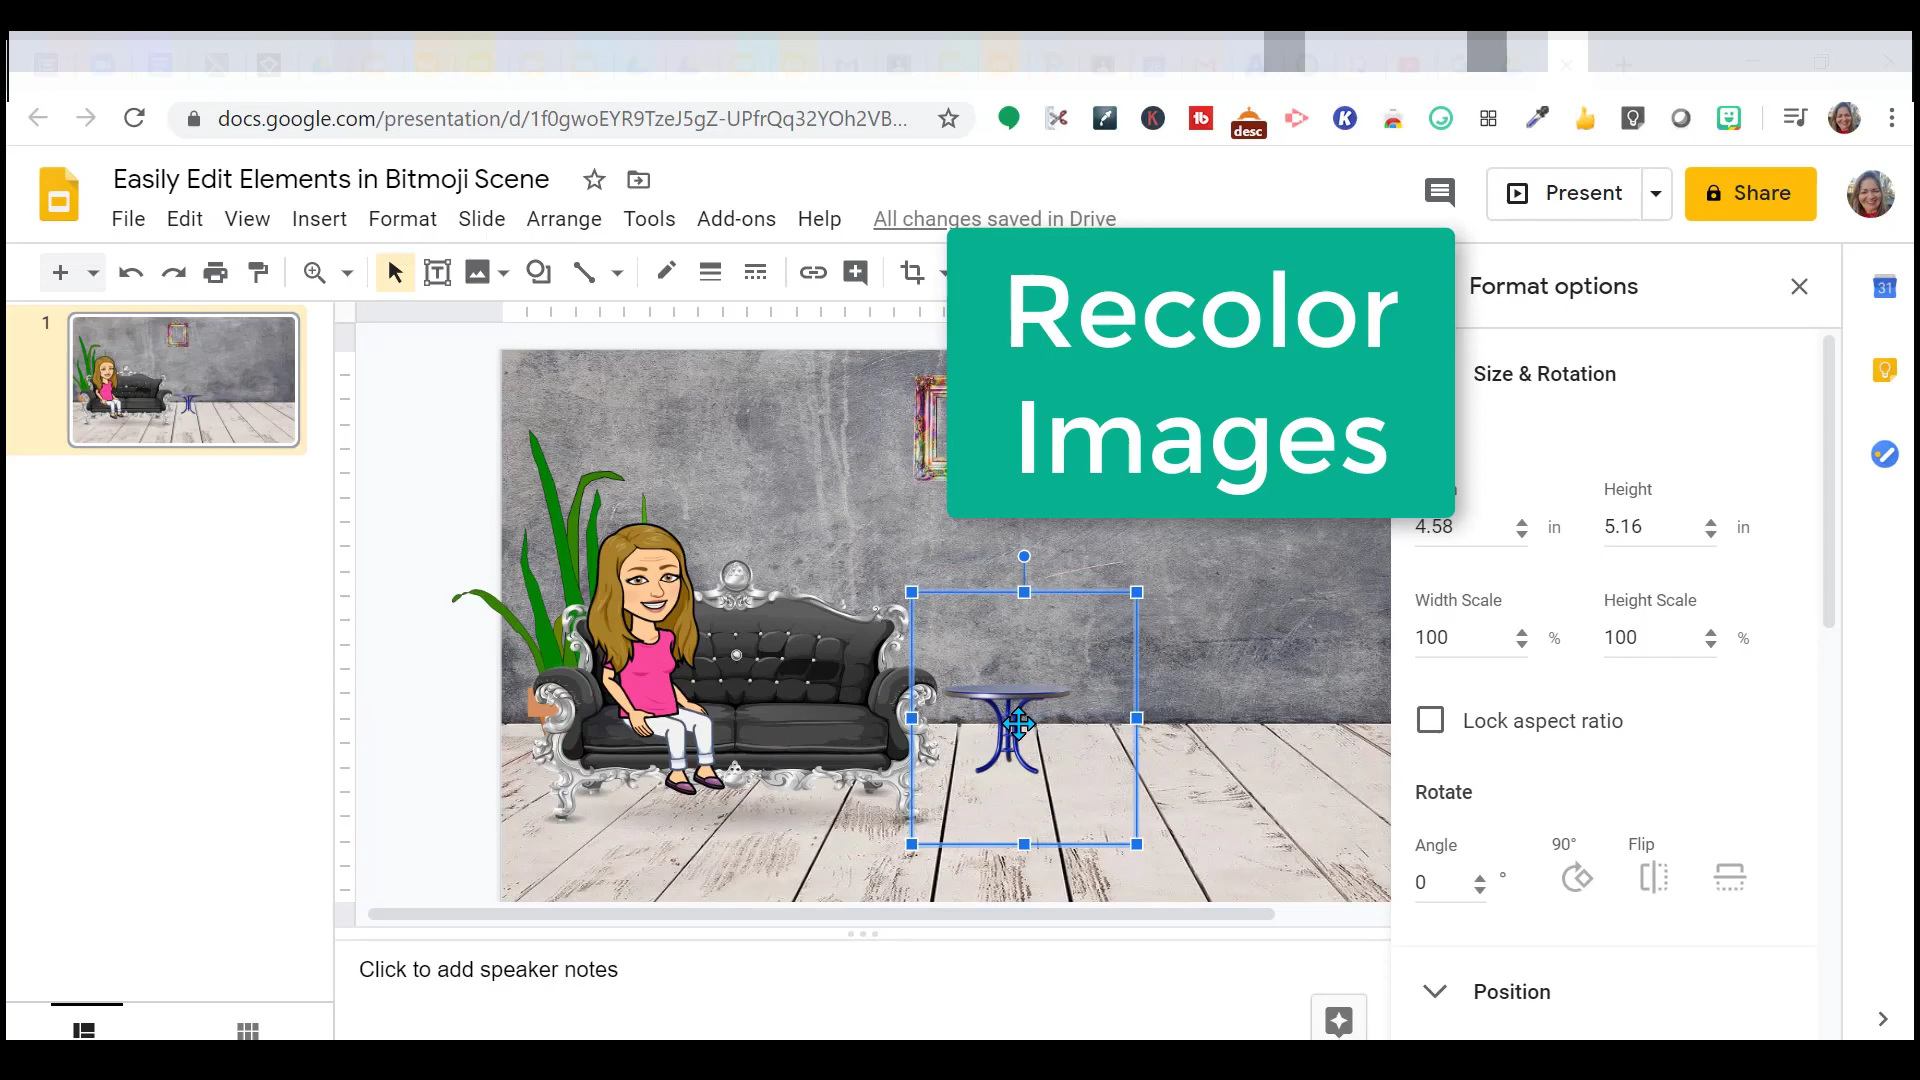 docs.google.com/presentation/d/1f0gwoEYR9TzeJ5gZ-UPfrQq32YOh2VB...
desc
Easily Edit Elements in Bitmoji Scene
Present
Share
File Edit View Insert Format Slide Arrange Tools Add-ons Help All changes saved in Drive
Recolor
Images
Format options
31
1
Size & Rotation
Height
4.58 in 5.16 in
Width Scale Height Scale
100 % 100 %
Lock aspect ratio
Rotate
Angle 90° Flip
0 °
Position
Click to add speaker notes